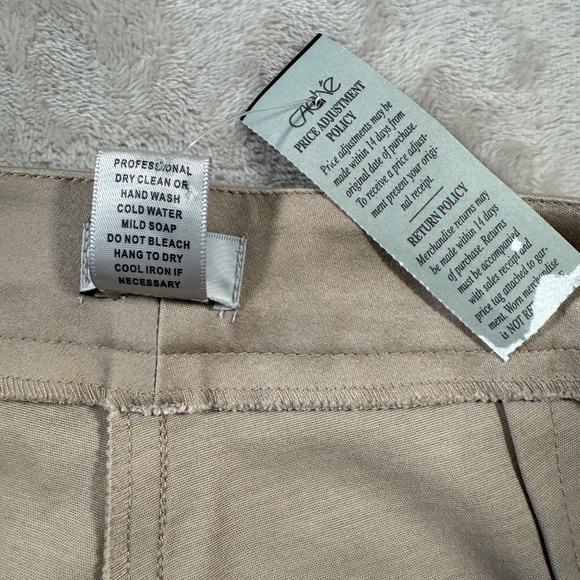 PROFESSIONAL
DRY CLEAN OR
HAND WASH
COLD WATER
MILD SOAP
DO NOT BLEACH
HANG TO DRY
COOL IRON IF
NECESSARY
CACHÉ
PRICE ADJUSTMENT
POLICY
Price adjustments may be
made within 14 days from
original date of purchase.
To receive a price adjust-
ment present your origi-
nal receipt.
RETURN POLICY
Merchandise returns may
be made within 14 days
of purchase. Returns
must be accompanied
with sales receipt and
price tag attached to gar-
ment. Worn merchandise
is NOT